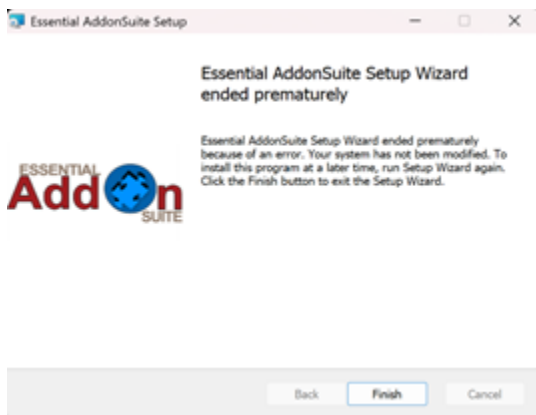 Essential AddonSuite Setup
Essential AddonSuite Setup Wizard
ended prematurely
Essential AddonSuite Setup Wizard ended prematurely
because of an error. Your system has not been modified. To
install this program at a later time, run Setup Wizard again.
Click the Finish button to exit the Setup Wizard.
ESSENTIAL
AddOn
SUITE
Back
Finish
Cancel